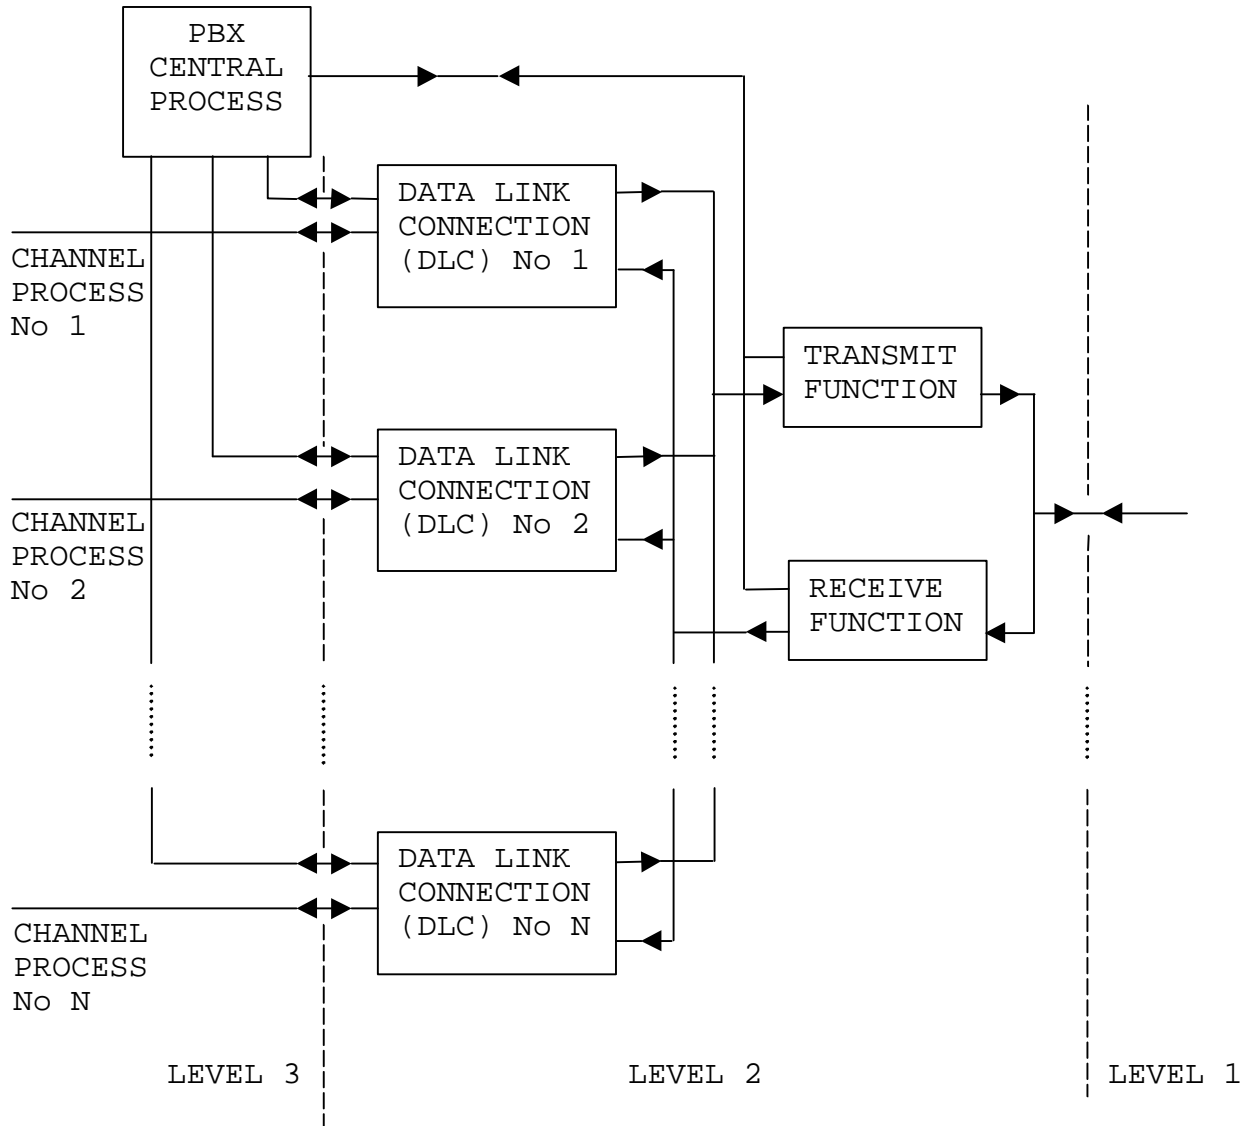 PBX
CENTRAL
PROCESS
DATA LINK
CONNECTION
(DLC) No 1
CHANNEL
PROCESS
No 1
TRANSMIT
FUNCTION
DATA LINK
CONNECTION
(DLC) No 2
CHANNEL
PROCESS
No 2
RECEIVE
FUNCTION
DATA LINK
CONNECTION
(DLC) No N
CHANNEL
PROCESS
No N
LEVEL 3
LEVEL 2
LEVEL 1